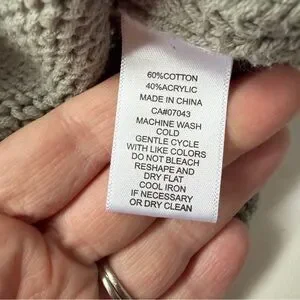 60%COTTON
40%ACRYLIC
MADE IN CHINA
CA#07043
MACHINE WASH
COLD
GENTLE CYCLE
WITH LIKE COLORS
DO NOT BLEACH
RESHAPE AND
DRY FLAT
COOL IRON
IF NECESSARY
OR DRY CLEAN